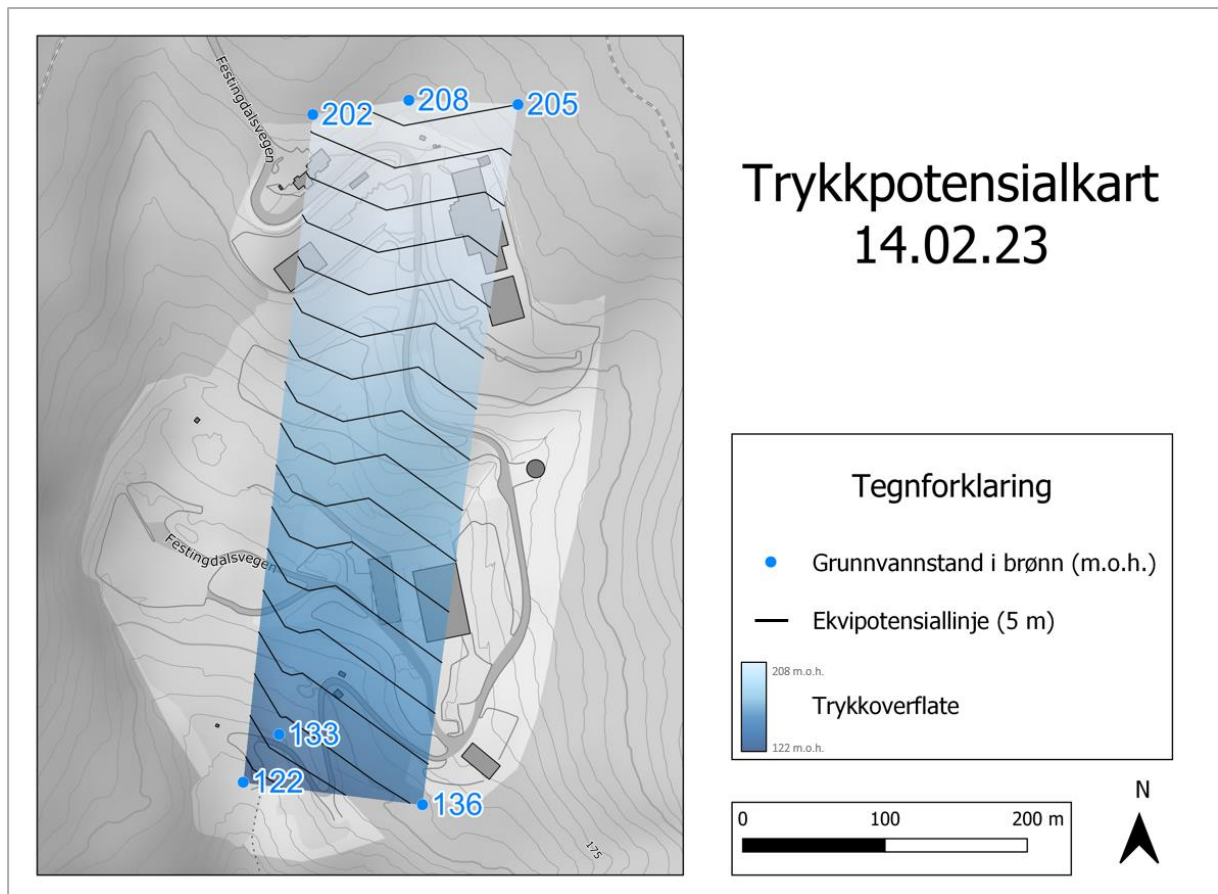 Festingdalsvegen
202
208
205
Festingdalsvegen
133
122
136
175
Trykkpotensialkart
14.02.23
Tegnforklaring
Grunnvannstand i brønn (m.o.h.)
Ekvipotensiallinje (5 m)
208 m.o.h.
Trykkoverflate
122 m.o.h.
0 100 200 m
N